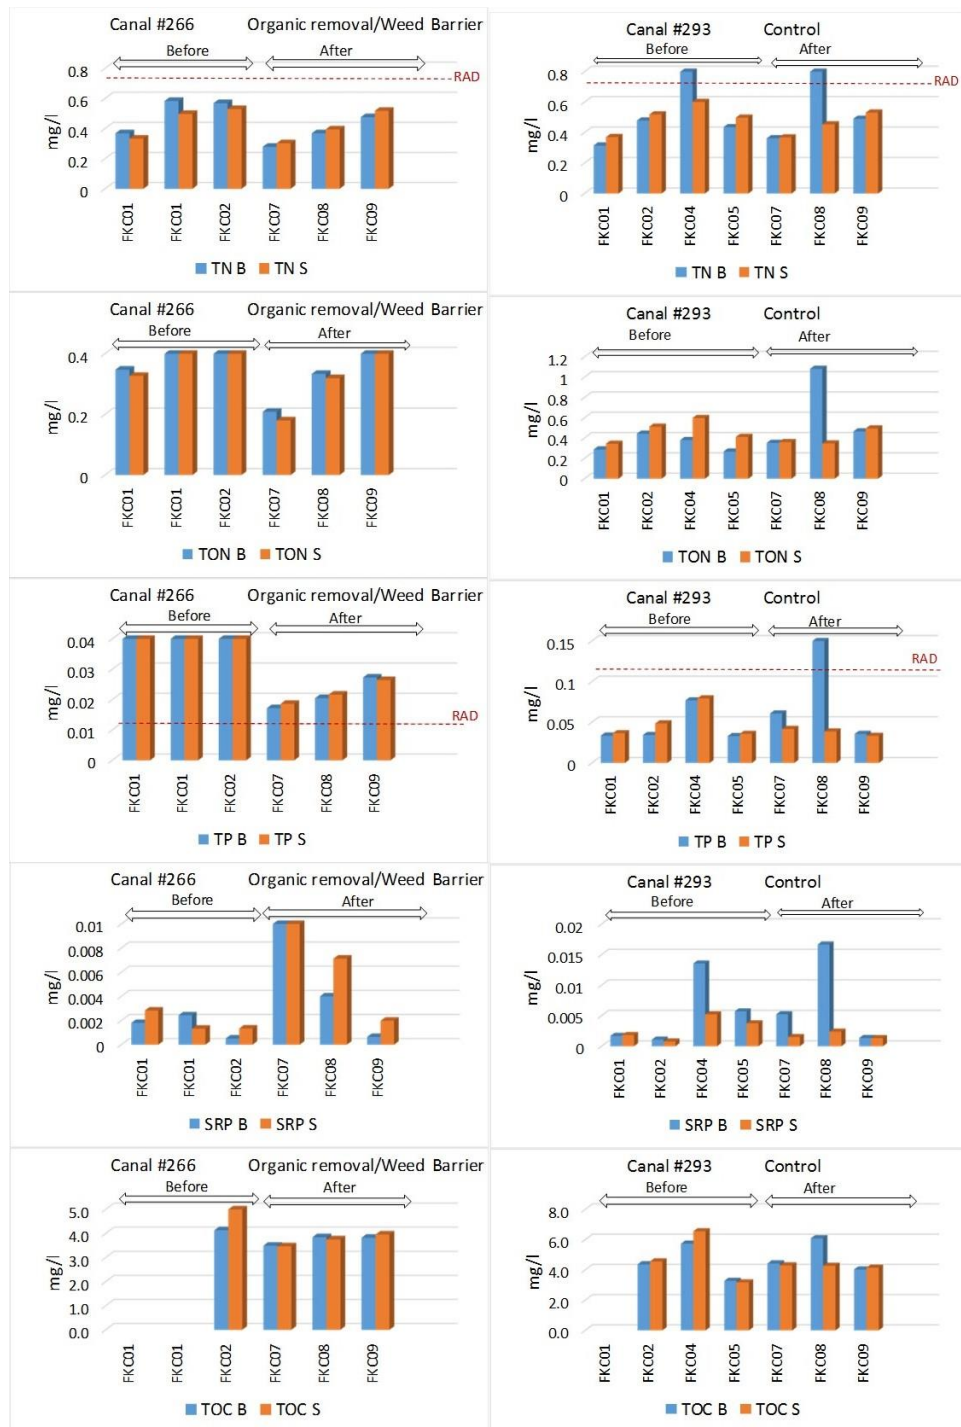 Canal #266 Organic removal/Weed Barrier
Before After
0.8
0.6
0.4
0.2
0
mg/l
RAD
FKC01 FKC01 FKC02 FKC07 FKC08 FKC09
TN B TN S
Canal #293 Control
Before After
0.8
0.6
0.4
0.2
0
mg/l
RAD
FKC01 FKC02 FKC04 FKC05 FKC07 FKC08 FKC09
TN B TN S
Canal #266 Organic removal/Weed Barrier
Before After
0.4
0.2
0
mg/l
FKC01 FKC01 FKC02 FKC07 FKC08 FKC09
TON B TON S
Canal #293 Control
Before After
1.2
1
0.8
0.6
0.4
0.2
0
mg/l
FKC01 FKC02 FKC04 FKC05 FKC07 FKC08 FKC09
TON B TON S
Canal #266 Organic removal/Weed Barrier
Before After
0.04
0.03
0.02
0.01
0
mg/l
RAD
FKC01 FKC01 FKC02 FKC07 FKC08 FKC09
TP B TP S
Canal #293 Control
Before After
0.15
0.1
0.05
0
mg/l
RAD
FKC01 FKC02 FKC04 FKC05 FKC07 FKC08 FKC09
TP B TP S
Canal #266 Organic removal/Weed Barrier
Before After
0.01
0.008
0.006
0.004
0.002
0
mg/l
FKC01 FKC01 FKC02 FKC07 FKC08 FKC09
SRP B SRP S
Canal #293 Control
Before After
0.02
0.015
0.01
0.005
0
mg/l
FKC01 FKC02 FKC04 FKC05 FKC07 FKC08 FKC09
SRP B SRP S
Canal #266 Organic removal/Weed Barrier
Before After
5.0
4.0
3.0
2.0
1.0
0.0
mg/l
FKC01 FKC01 FKC02 FKC07 FKC08 FKC09
TOC B TOC S
Canal #293 Control
Before After
8.0
6.0
4.0
2.0
0.0
mg/l
FKC01 FKC02 FKC04 FKC05 FKC07 FKC08 FKC09
TOC B TOC S